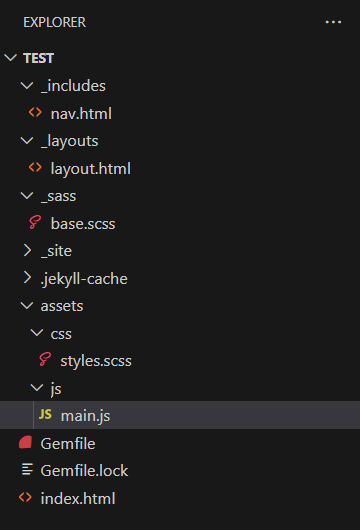 EXPLORER
TEST
_includes
nav.html
_layouts
layout.html
_sass
base.scss
_site
.jekyll-cache
assets
css
styles.scss
js
JS main.js
Gemfile
Gemfile.lock
index.html